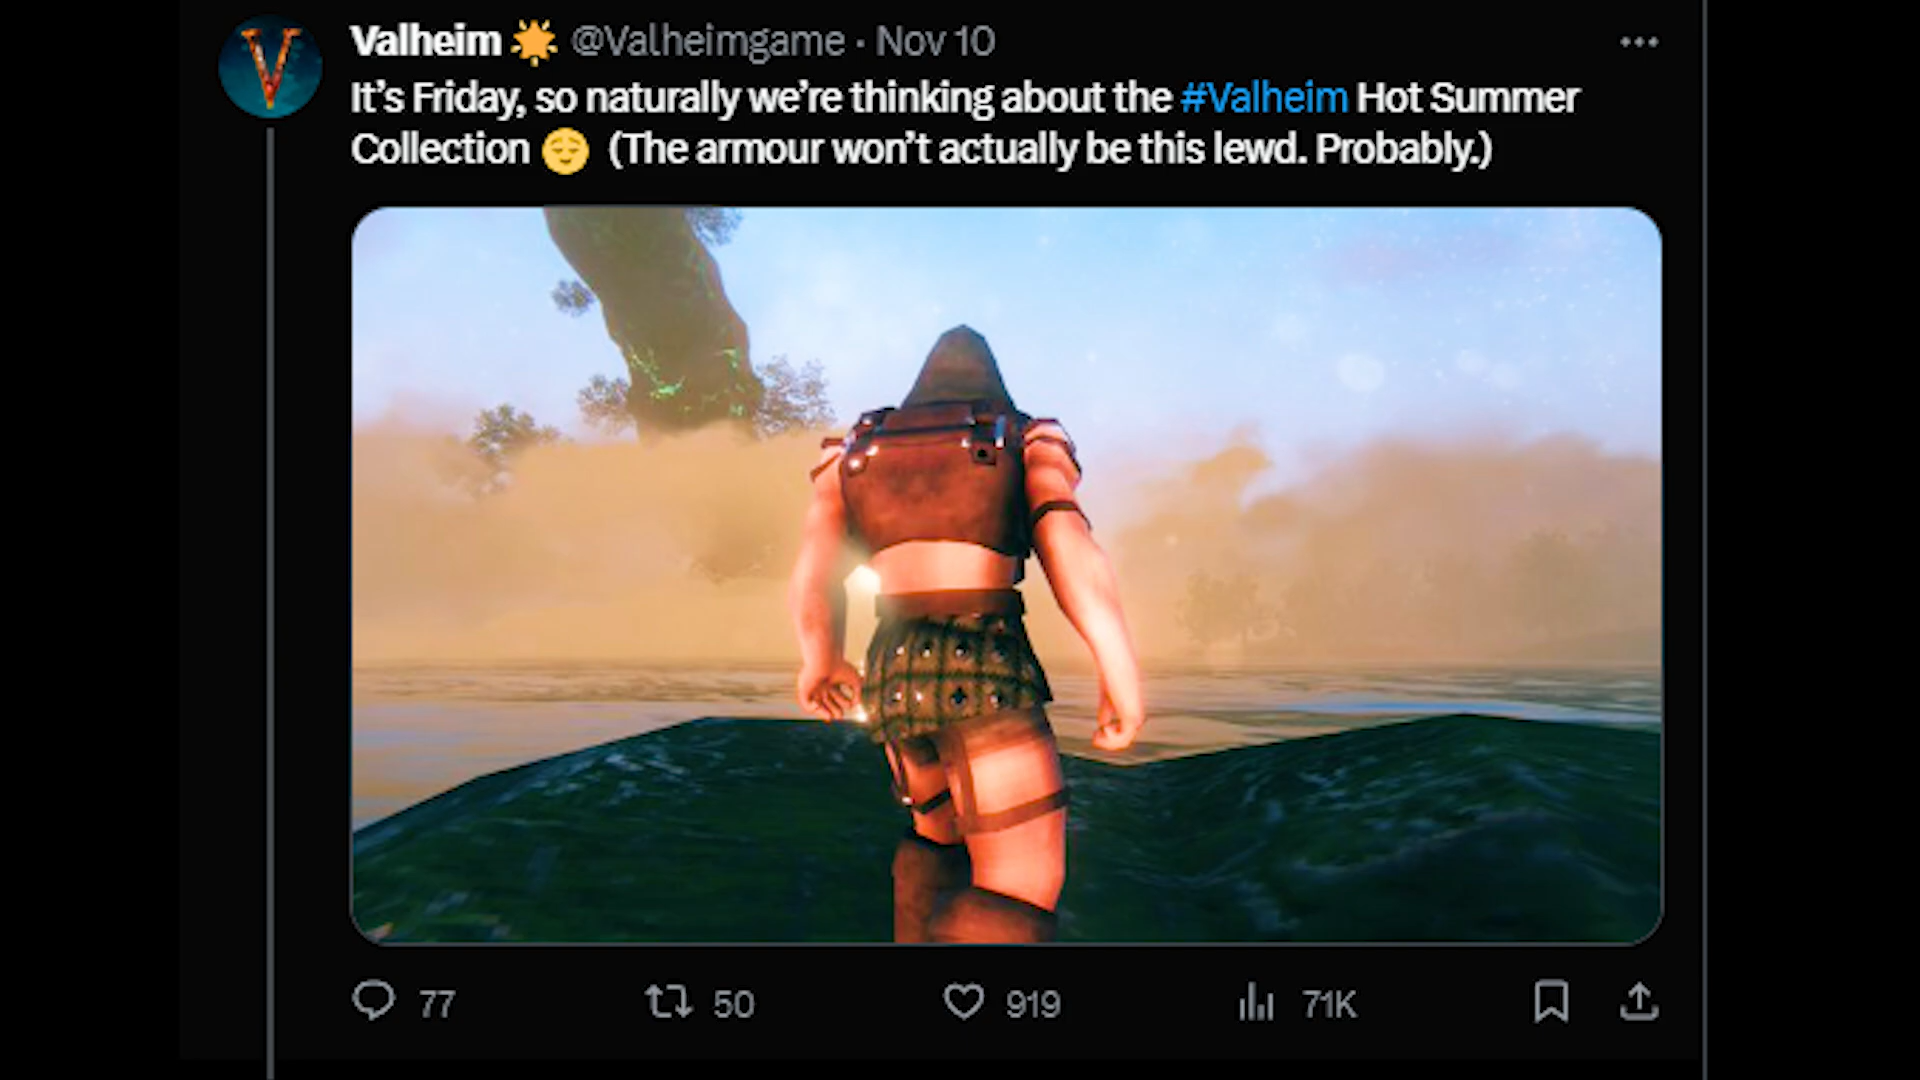 Valheim 🌟 @Valheimgame · Nov 10
It’s Friday, so naturally we’re thinking about the #Valheim Hot Summer
Collection 😌 (The armour won’t actually be this lewd. Probably.)
77 50 919 71K